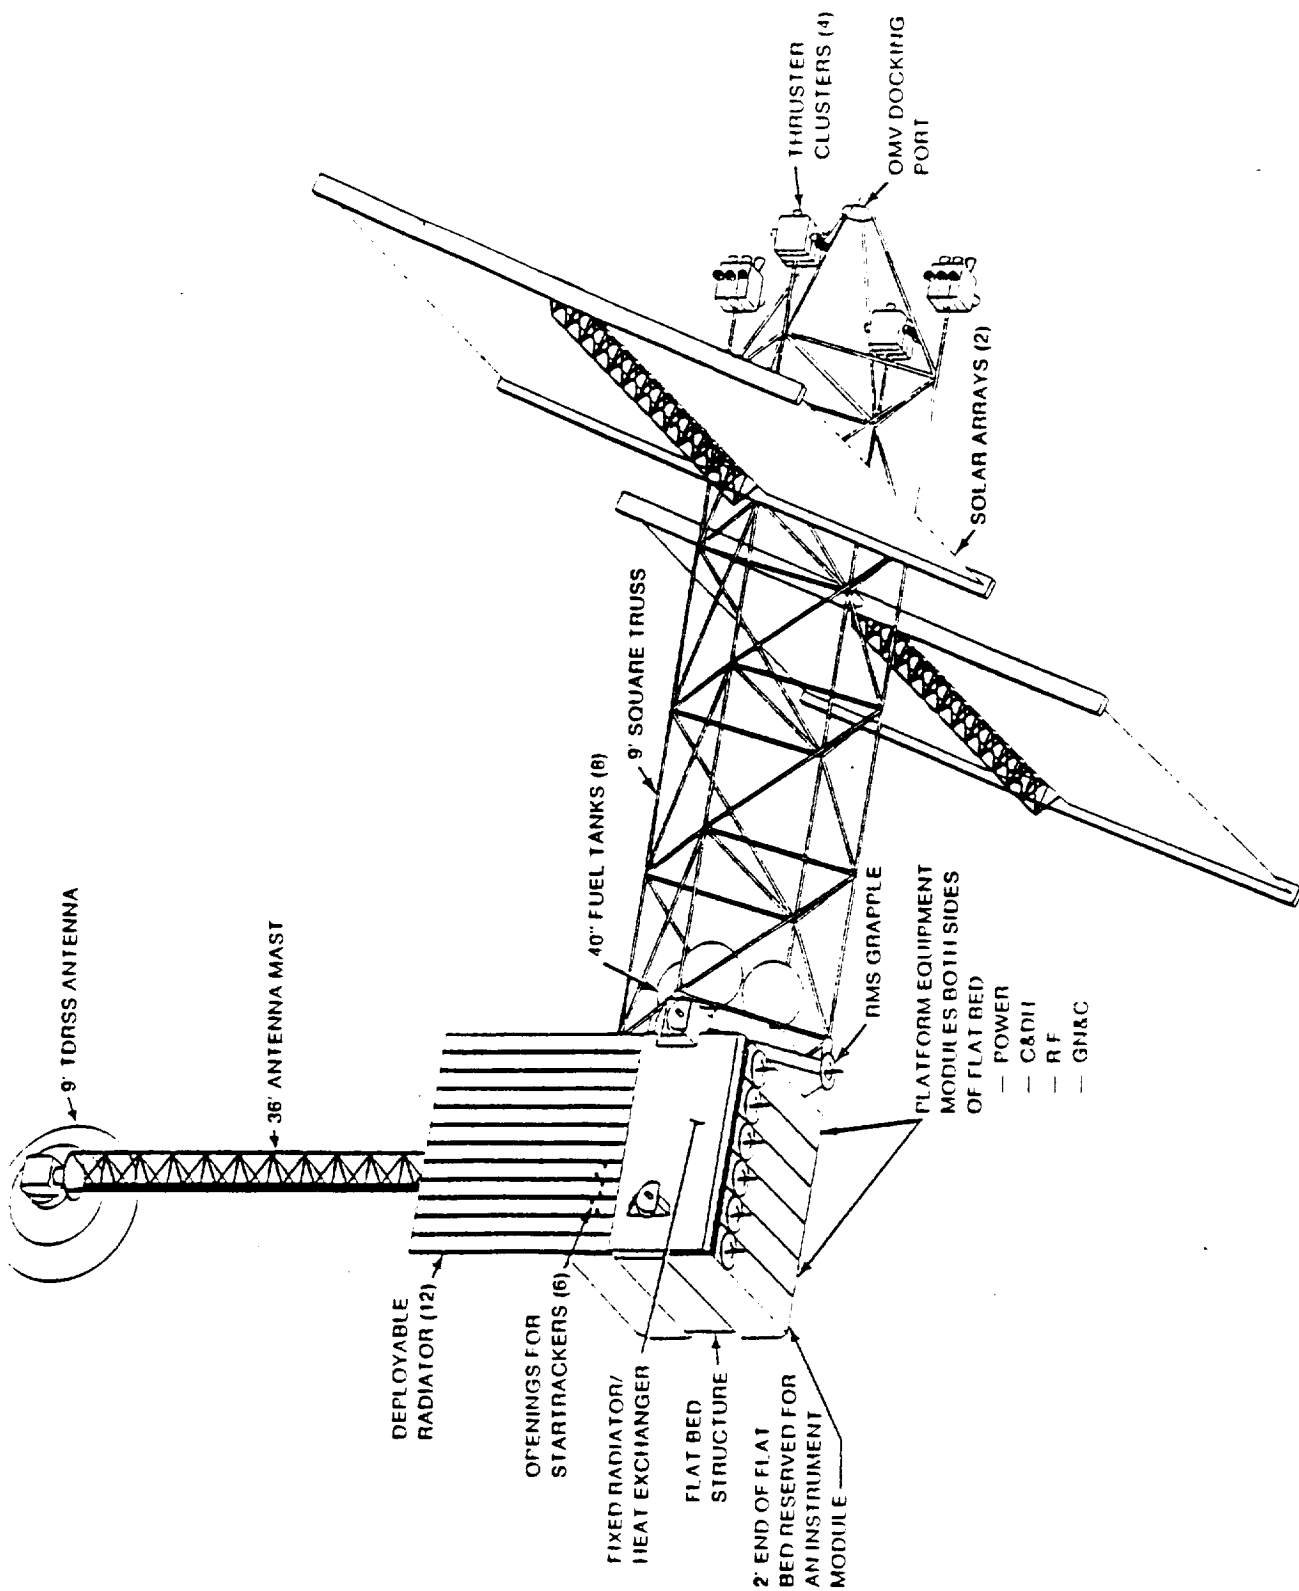 9' TDRSS ANTENNA
36' ANTENNA MAST
DEPLOYABLE
RADIATOR (12)
OPENINGS FOR
STARTRACKERS (6)
FIXED RADIATOR/
HEAT EXCHANGER
FLAT BED
STRUCTURE
2' END OF FLAT
BED RESERVED FOR
AN INSTRUMENT
MODULE
40" FUEL TANKS (8)
9' SQUARE TRUSS
RMS GRAPPLE
PLATFORM EQUIPMENT
MODULES BOTH SIDES
OF FLAT BED
— POWER
— C&DH
— RF
— GN&C
SOLAR ARRAYS (2)
THRUSTER
CLUSTERS (4)
OMV DOCKING
PORT